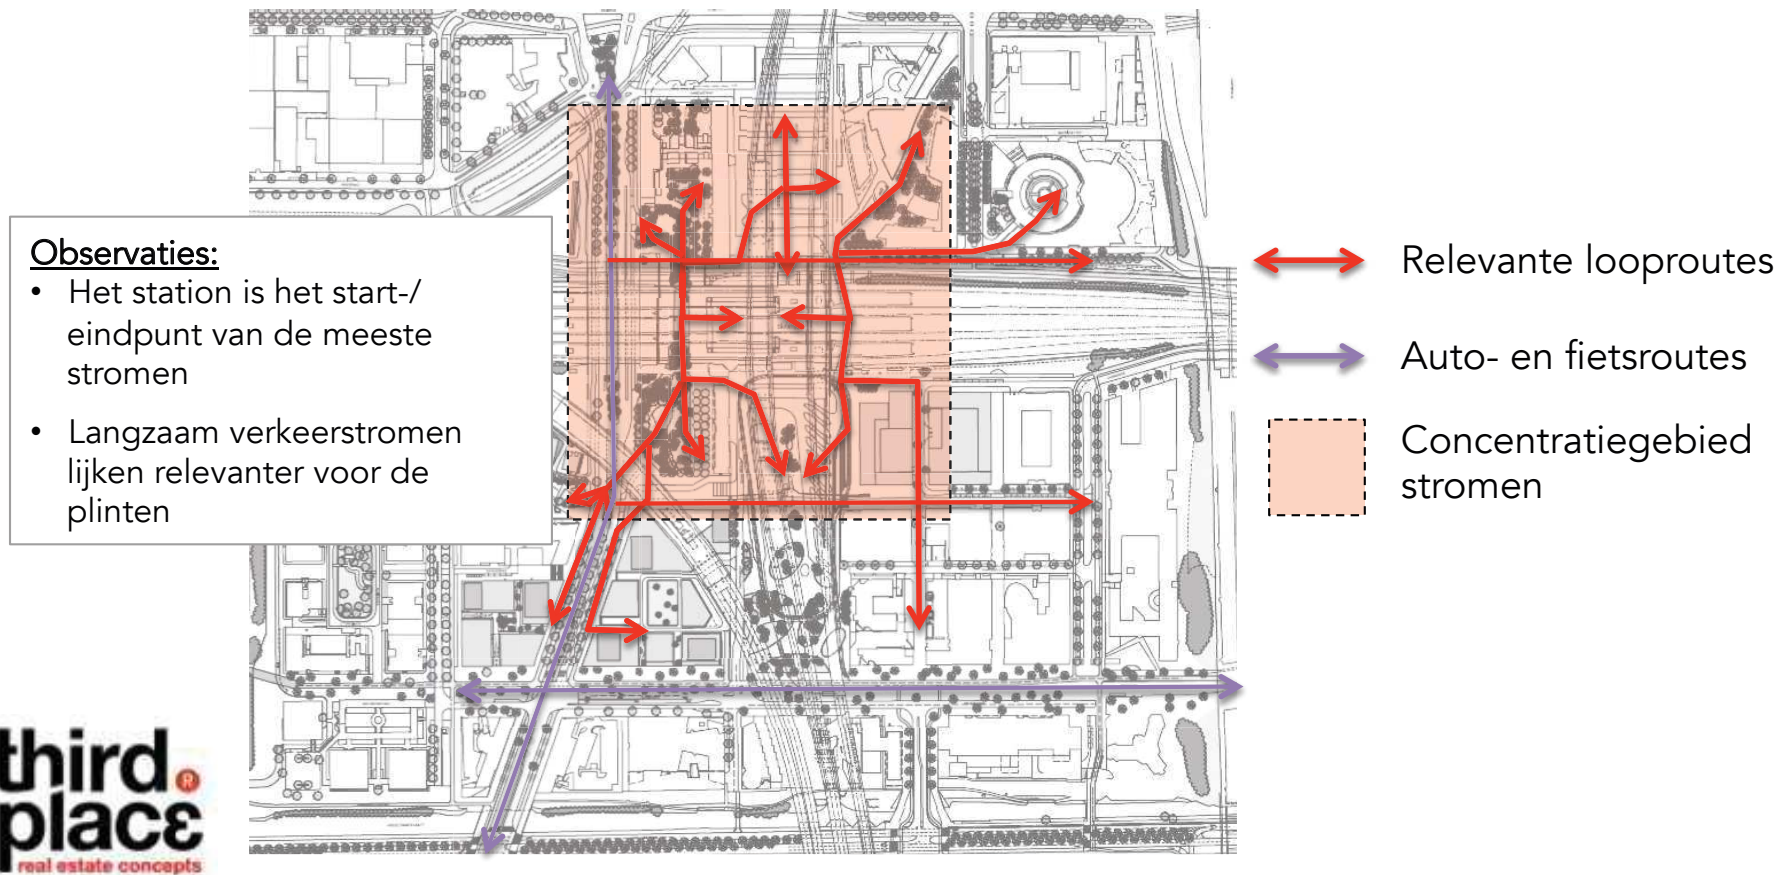 Observaties:
• Het station is het start-/
eindpunt van de meeste
stromen
• Langzaam verkeerstromen
lijken relevanter voor de
plinten
Relevante looproutes
Auto- en fietsroutes
Concentratiegebied
stromen
third
®
place
real estate concepts